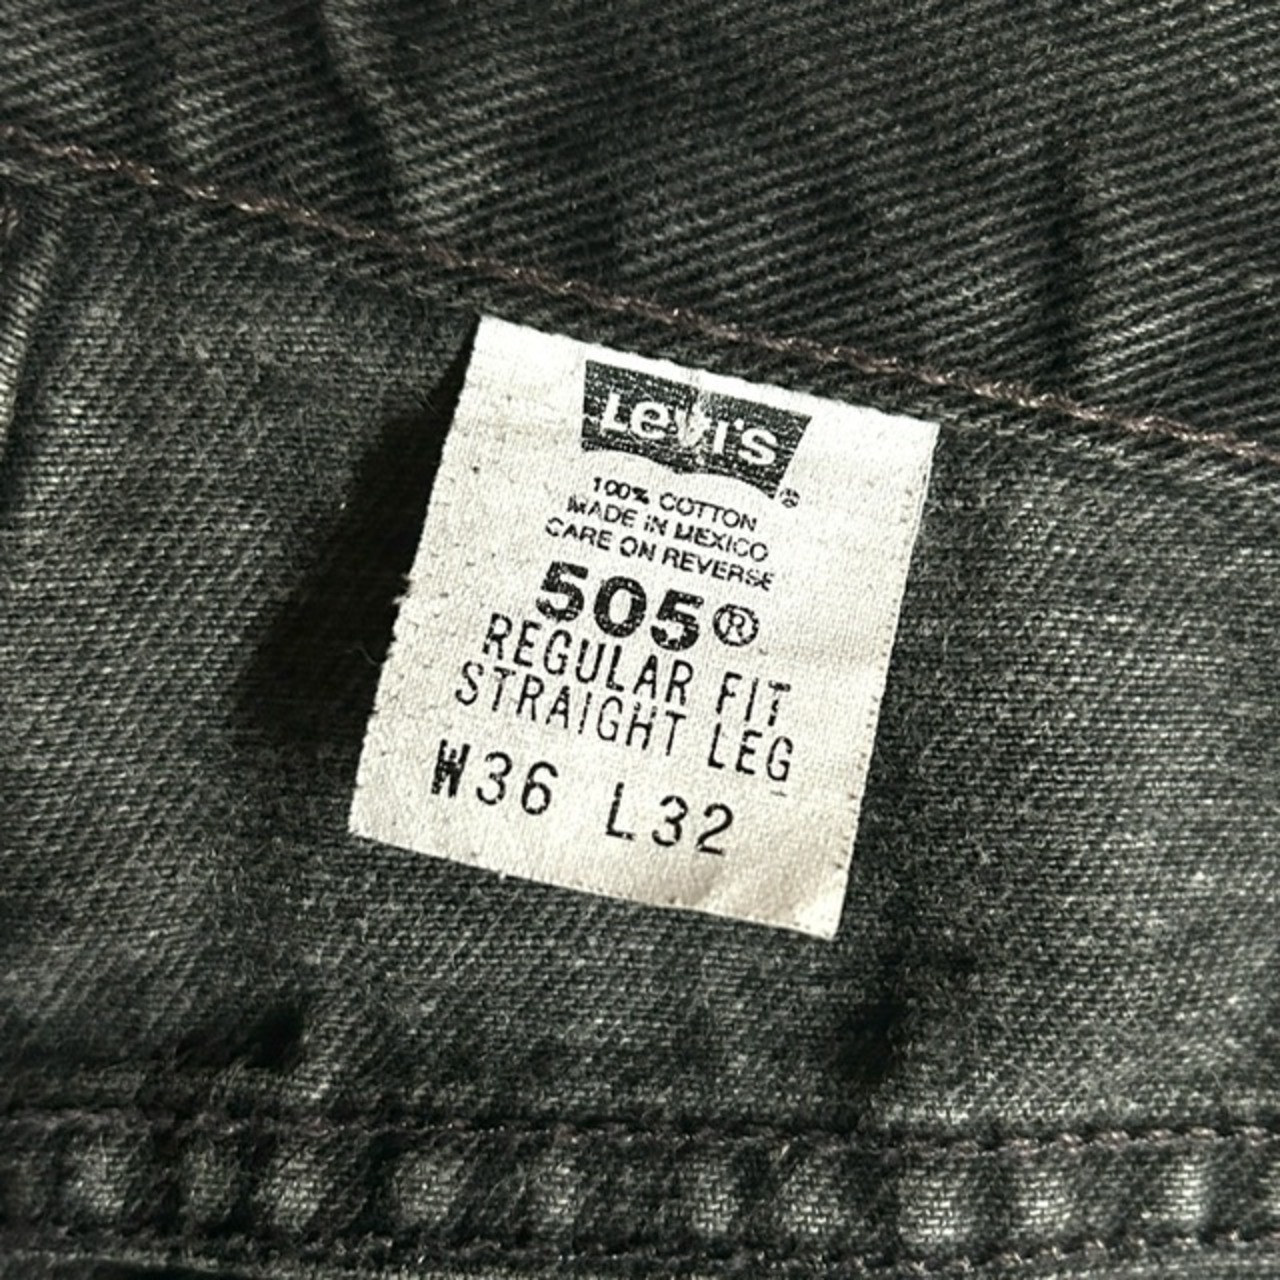 Levi's
®
100% COTTON
MADE IN MEXICO
CARE ON REVERSE
505®
REGULAR FIT
STRAIGHT LEG
W36 L32